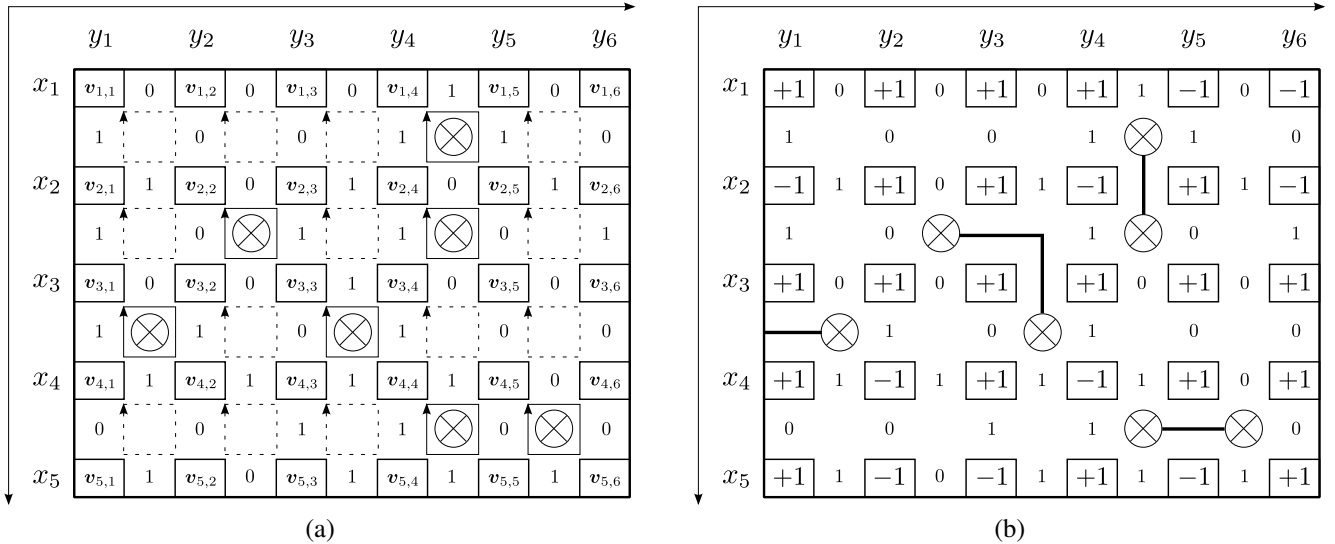 y₁ y₂ y₃ y₄ y₅ y₆
x₁ v₁,₁ 0 v₁,₂ 0 v₁,₃ 0 v₁,₄ 1 v₁,₅ 0 v₁,₆
1 0 0 1 1 0
x₂ v₂,₁ 1 v₂,₂ 0 v₂,₃ 1 v₂,₄ 0 v₂,₅ 1 v₂,₆
1 0 1 1 0 1
x₃ v₃,₁ 0 v₃,₂ 0 v₃,₃ 1 v₃,₄ 0 v₃,₅ 0 v₃,₆
1 1 0 1 0 0
x₄ v₄,₁ 1 v₄,₂ 1 v₄,₃ 1 v₄,₄ 1 v₄,₅ 0 v₄,₆
0 0 1 1 0 0
x₅ v₅,₁ 1 v₅,₂ 0 v₅,₃ 1 v₅,₄ 1 v₅,₅ 1 v₅,₆
(a)
y₁ y₂ y₃ y₄ y₅ y₆
x₁ +1 0 +1 0 +1 0 +1 1 −1 0 −1
1 0 0 1 1 0
x₂ −1 1 +1 0 +1 1 −1 0 +1 1 −1
1 0 1 0 1
x₃ +1 0 +1 0 +1 +1 0 +1 0 +1
1 0 1 0 0
x₄ +1 1 −1 1 +1 1 −1 1 +1 0 +1
0 0 1 1 0
x₅ +1 1 −1 0 −1 1 +1 1 −1 1 +1
(b)